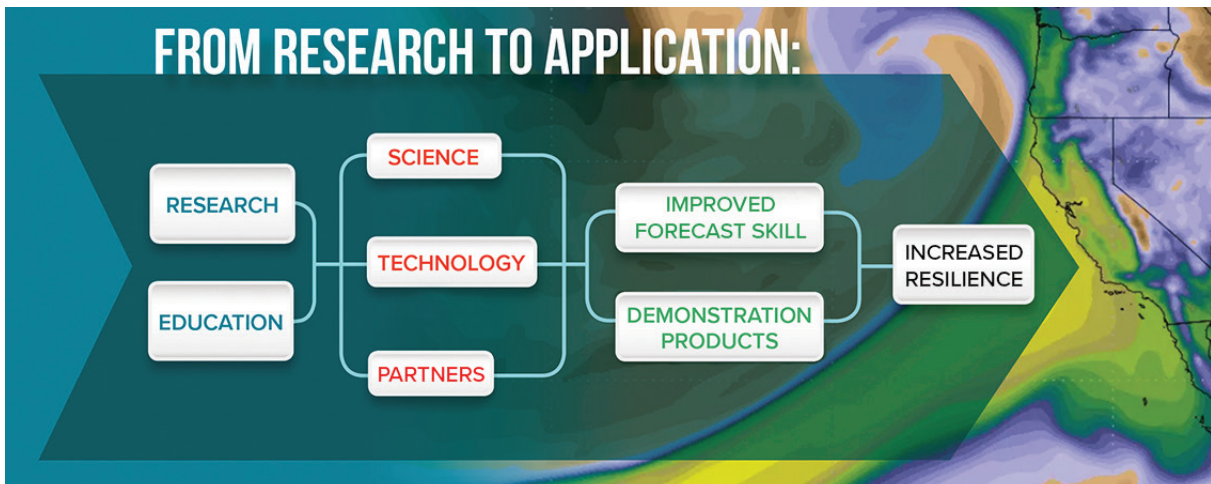 FROM RESEARCH TO APPLICATION:
RESEARCH
EDUCATION
SCIENCE
TECHNOLOGY
PARTNERS
IMPROVED
FORECAST SKILL
DEMONSTRATION
PRODUCTS
INCREASED
RESILIENCE